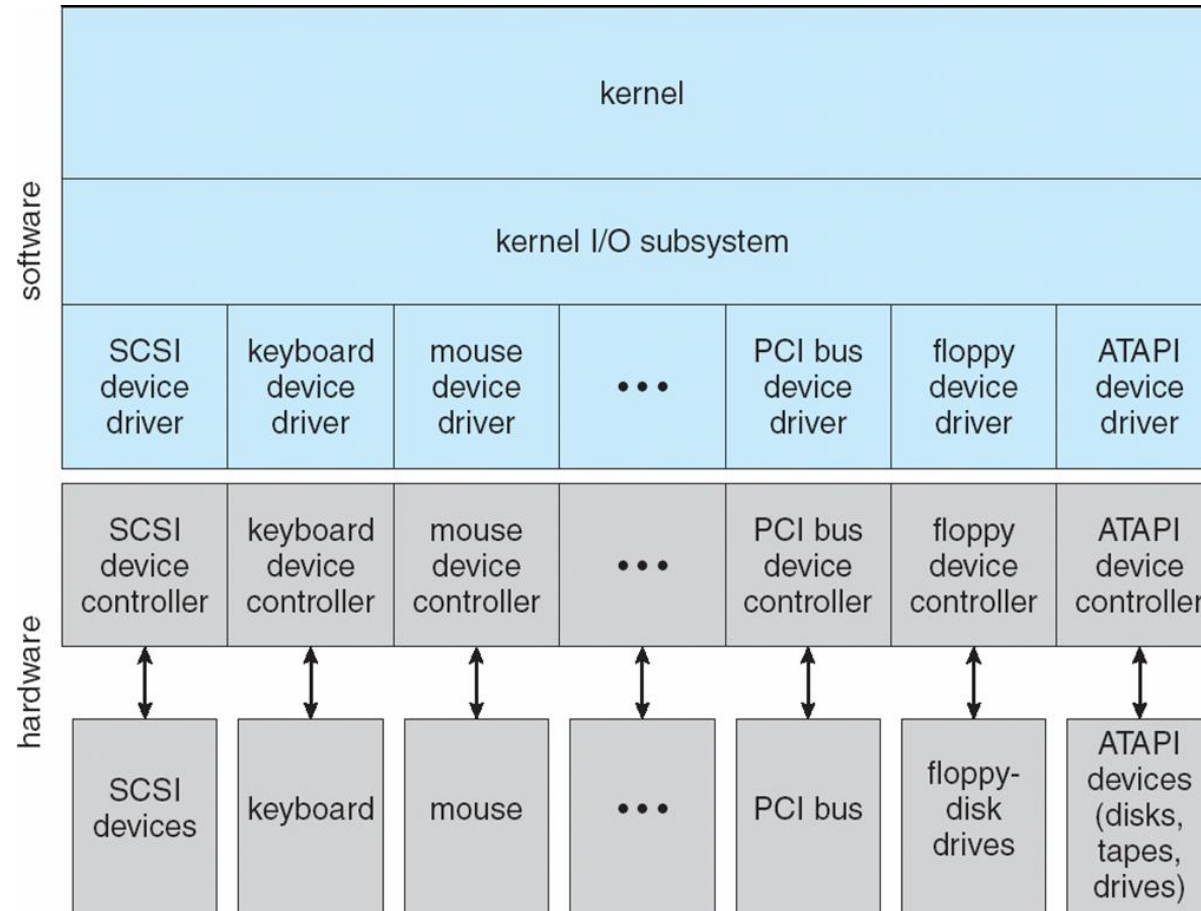 kernel
kernel I/O subsystem
software
SCSI
device
driver
keyboard
device
driver
mouse
device
driver
•••
PCI bus
device
driver
floppy
device
driver
ATAPI
device
driver
SCSI
device
controller
keyboard
device
controller
mouse
device
controller
•••
PCI bus
device
controller
floppy
device
controller
ATAPI
device
controller
hardware
SCSI
devices
keyboard
mouse
•••
PCI bus
floppy-
disk
drives
ATAPI
devices
(disks,
tapes,
drives)